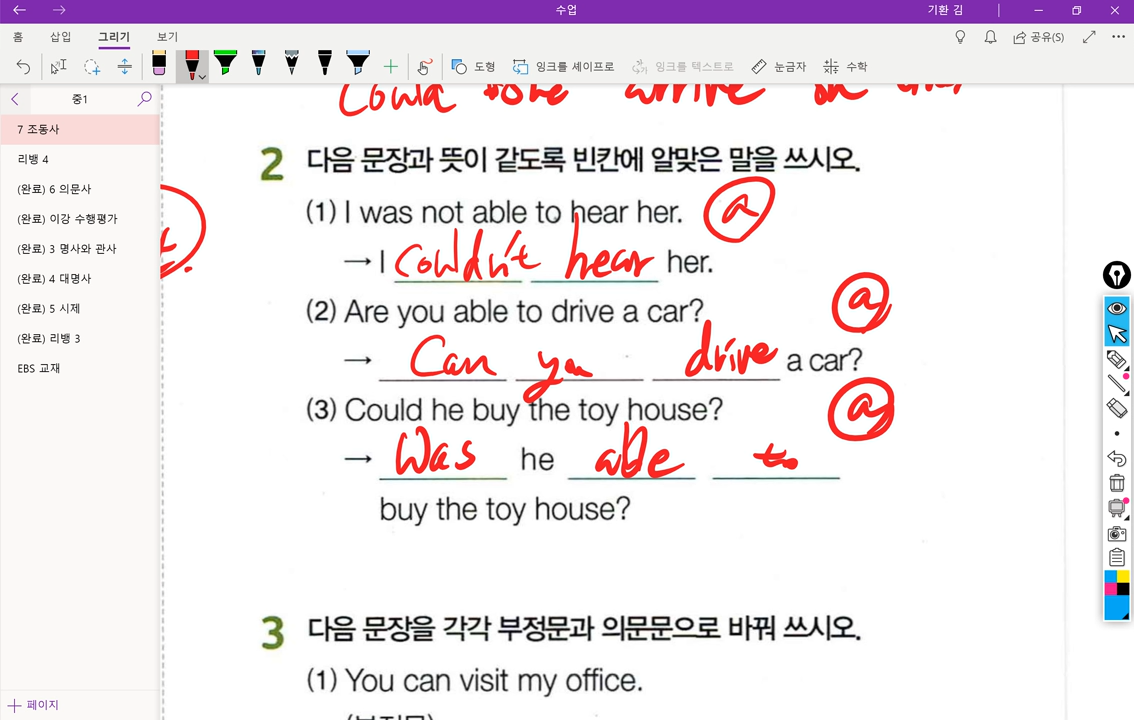 수업
기환 김
홈 삽입 그리기 보기
공유(S)
도형 잉크를 셰이프로 잉크를 텍스트로 눈금자 수학
중1
7 조동사
리뱅 4
(완료) 6 의문사
(완료) 이강 수행평가
(완료) 3 명사와 관사
(완료) 4 대명사
(완료) 5 시제
(완료) 리뱅 3
EBS 교재
페이지
Could arrive
2 다음 문장과 뜻이 같도록 빈칸에 알맞은 말을 쓰시오.
(1) I was not able to hear her. a
→ I couldn't hear her.
(2) Are you able to drive a car? a
→ Can you drive a car?
(3) Could he buy the toy house? a
→ Was he able to
buy the toy house?
3 다음 문장을 각각 부정문과 의문문으로 바꿔 쓰시오.
(1) You can visit my office.